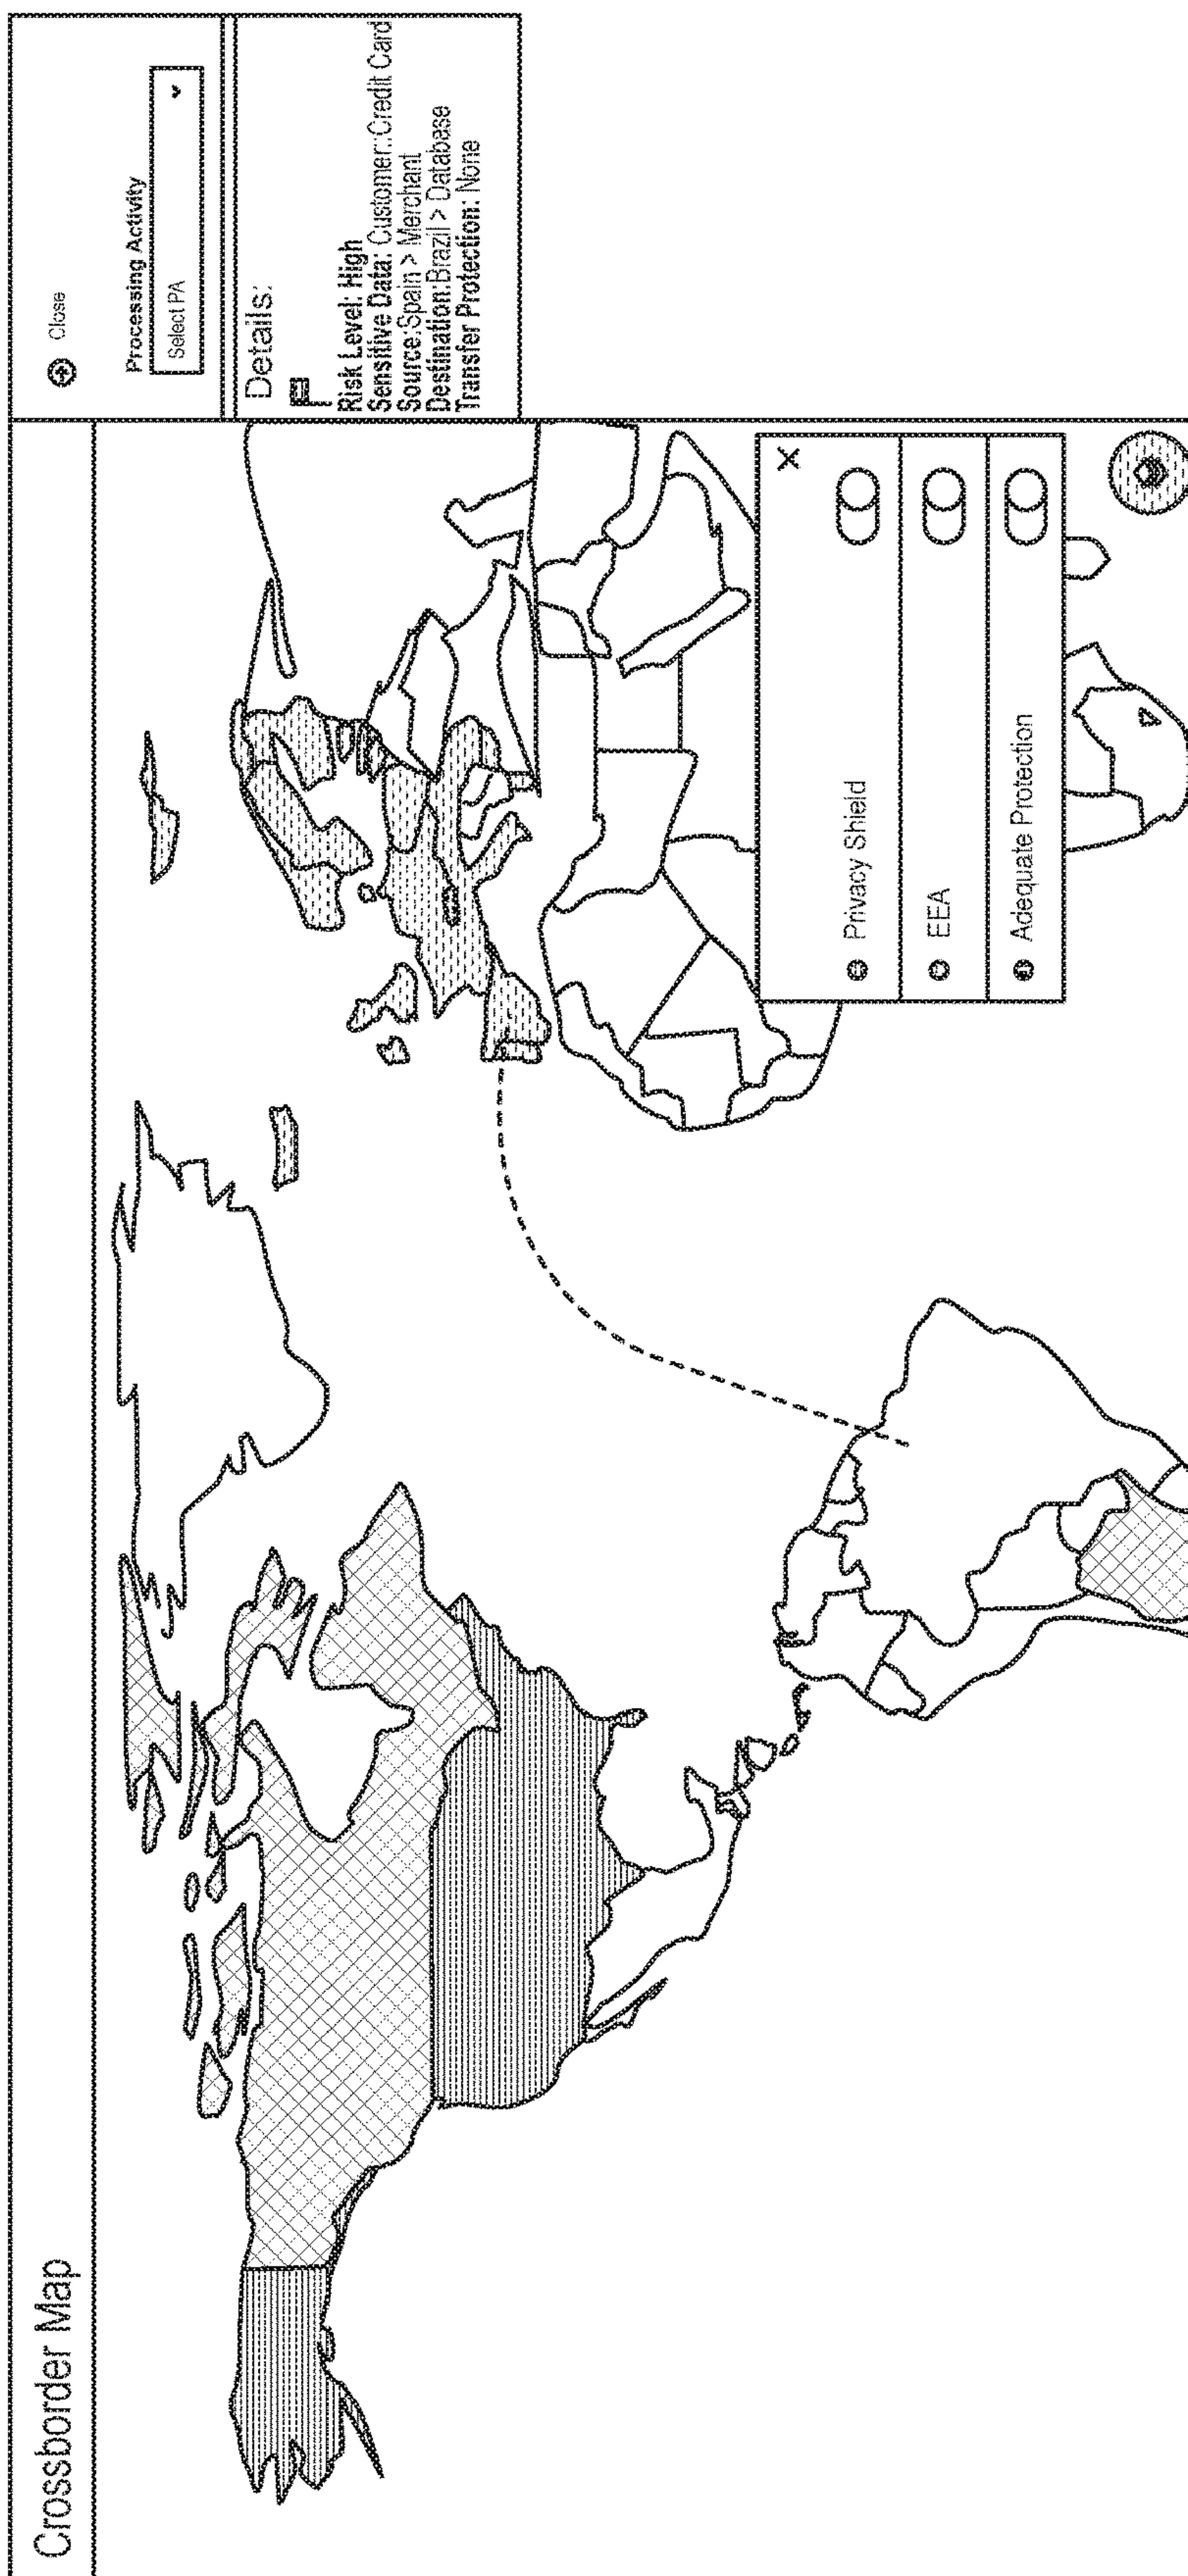 Crossborder Map
Close
Processing Activity
Select PA
Details:
Risk Level: High
Sensitive Data: Customer::Credit Card
Source:Spain > Merchant
Destination:Brazil > Database
Transfer Protection: None
X
Privacy Shield
EEA
Adequate Protection